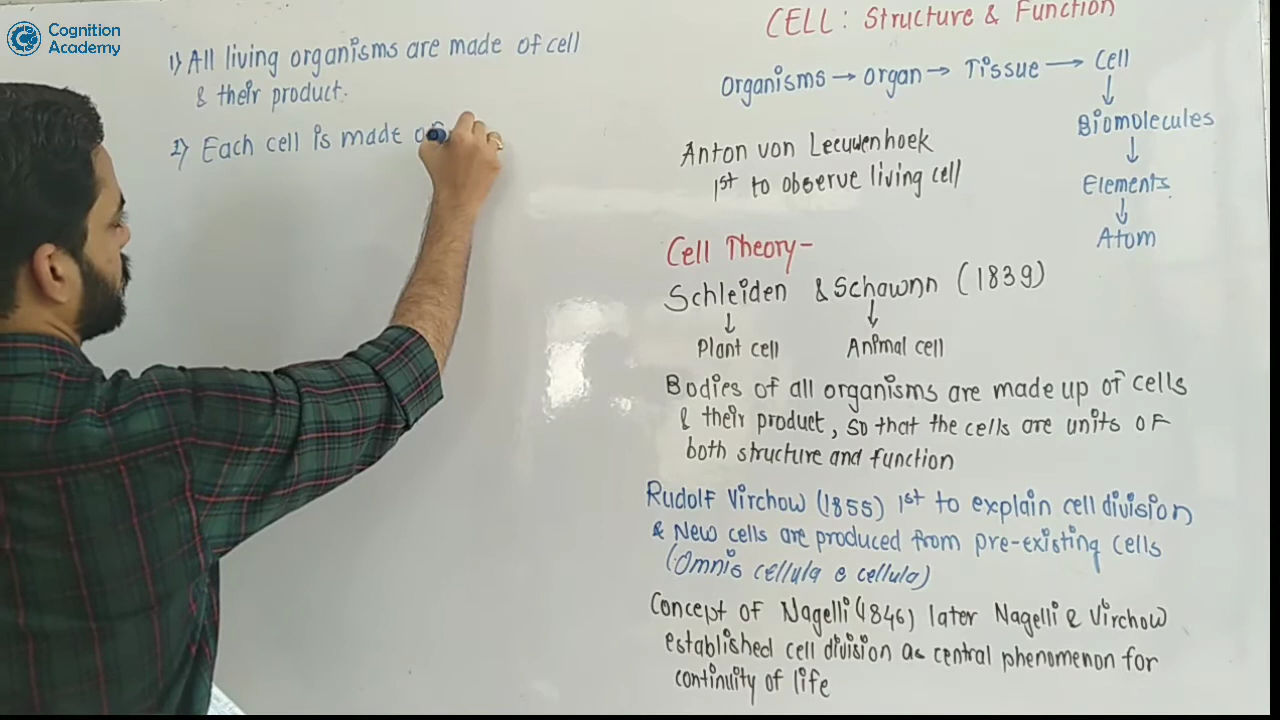 Cognition
Academy
1) All living organisms are made of cell
& their product.
2) Each cell is made
CELL : Structure & Function
Organisms → organ → Tissue → Cell
↓
Biomolecules
↓
Elements
↓
Atom
Anton von Leeuwenhoek
1st to observe living cell
Cell Theory-
Schleiden & Schawnn (1839)
↓ ↓
Plant cell Animal cell
Bodies of all organisms are made up of cells
& their product, so that the cells are units of
both structure and function
Rudolf Virchow (1855) 1st to explain cell division
& New cells are produced from pre-existing cells
(Omnis cellula e cellula)
Concept of Nagelli (1846) later Nagelli & Virchow
established cell division as central phenomenon for
continuity of life